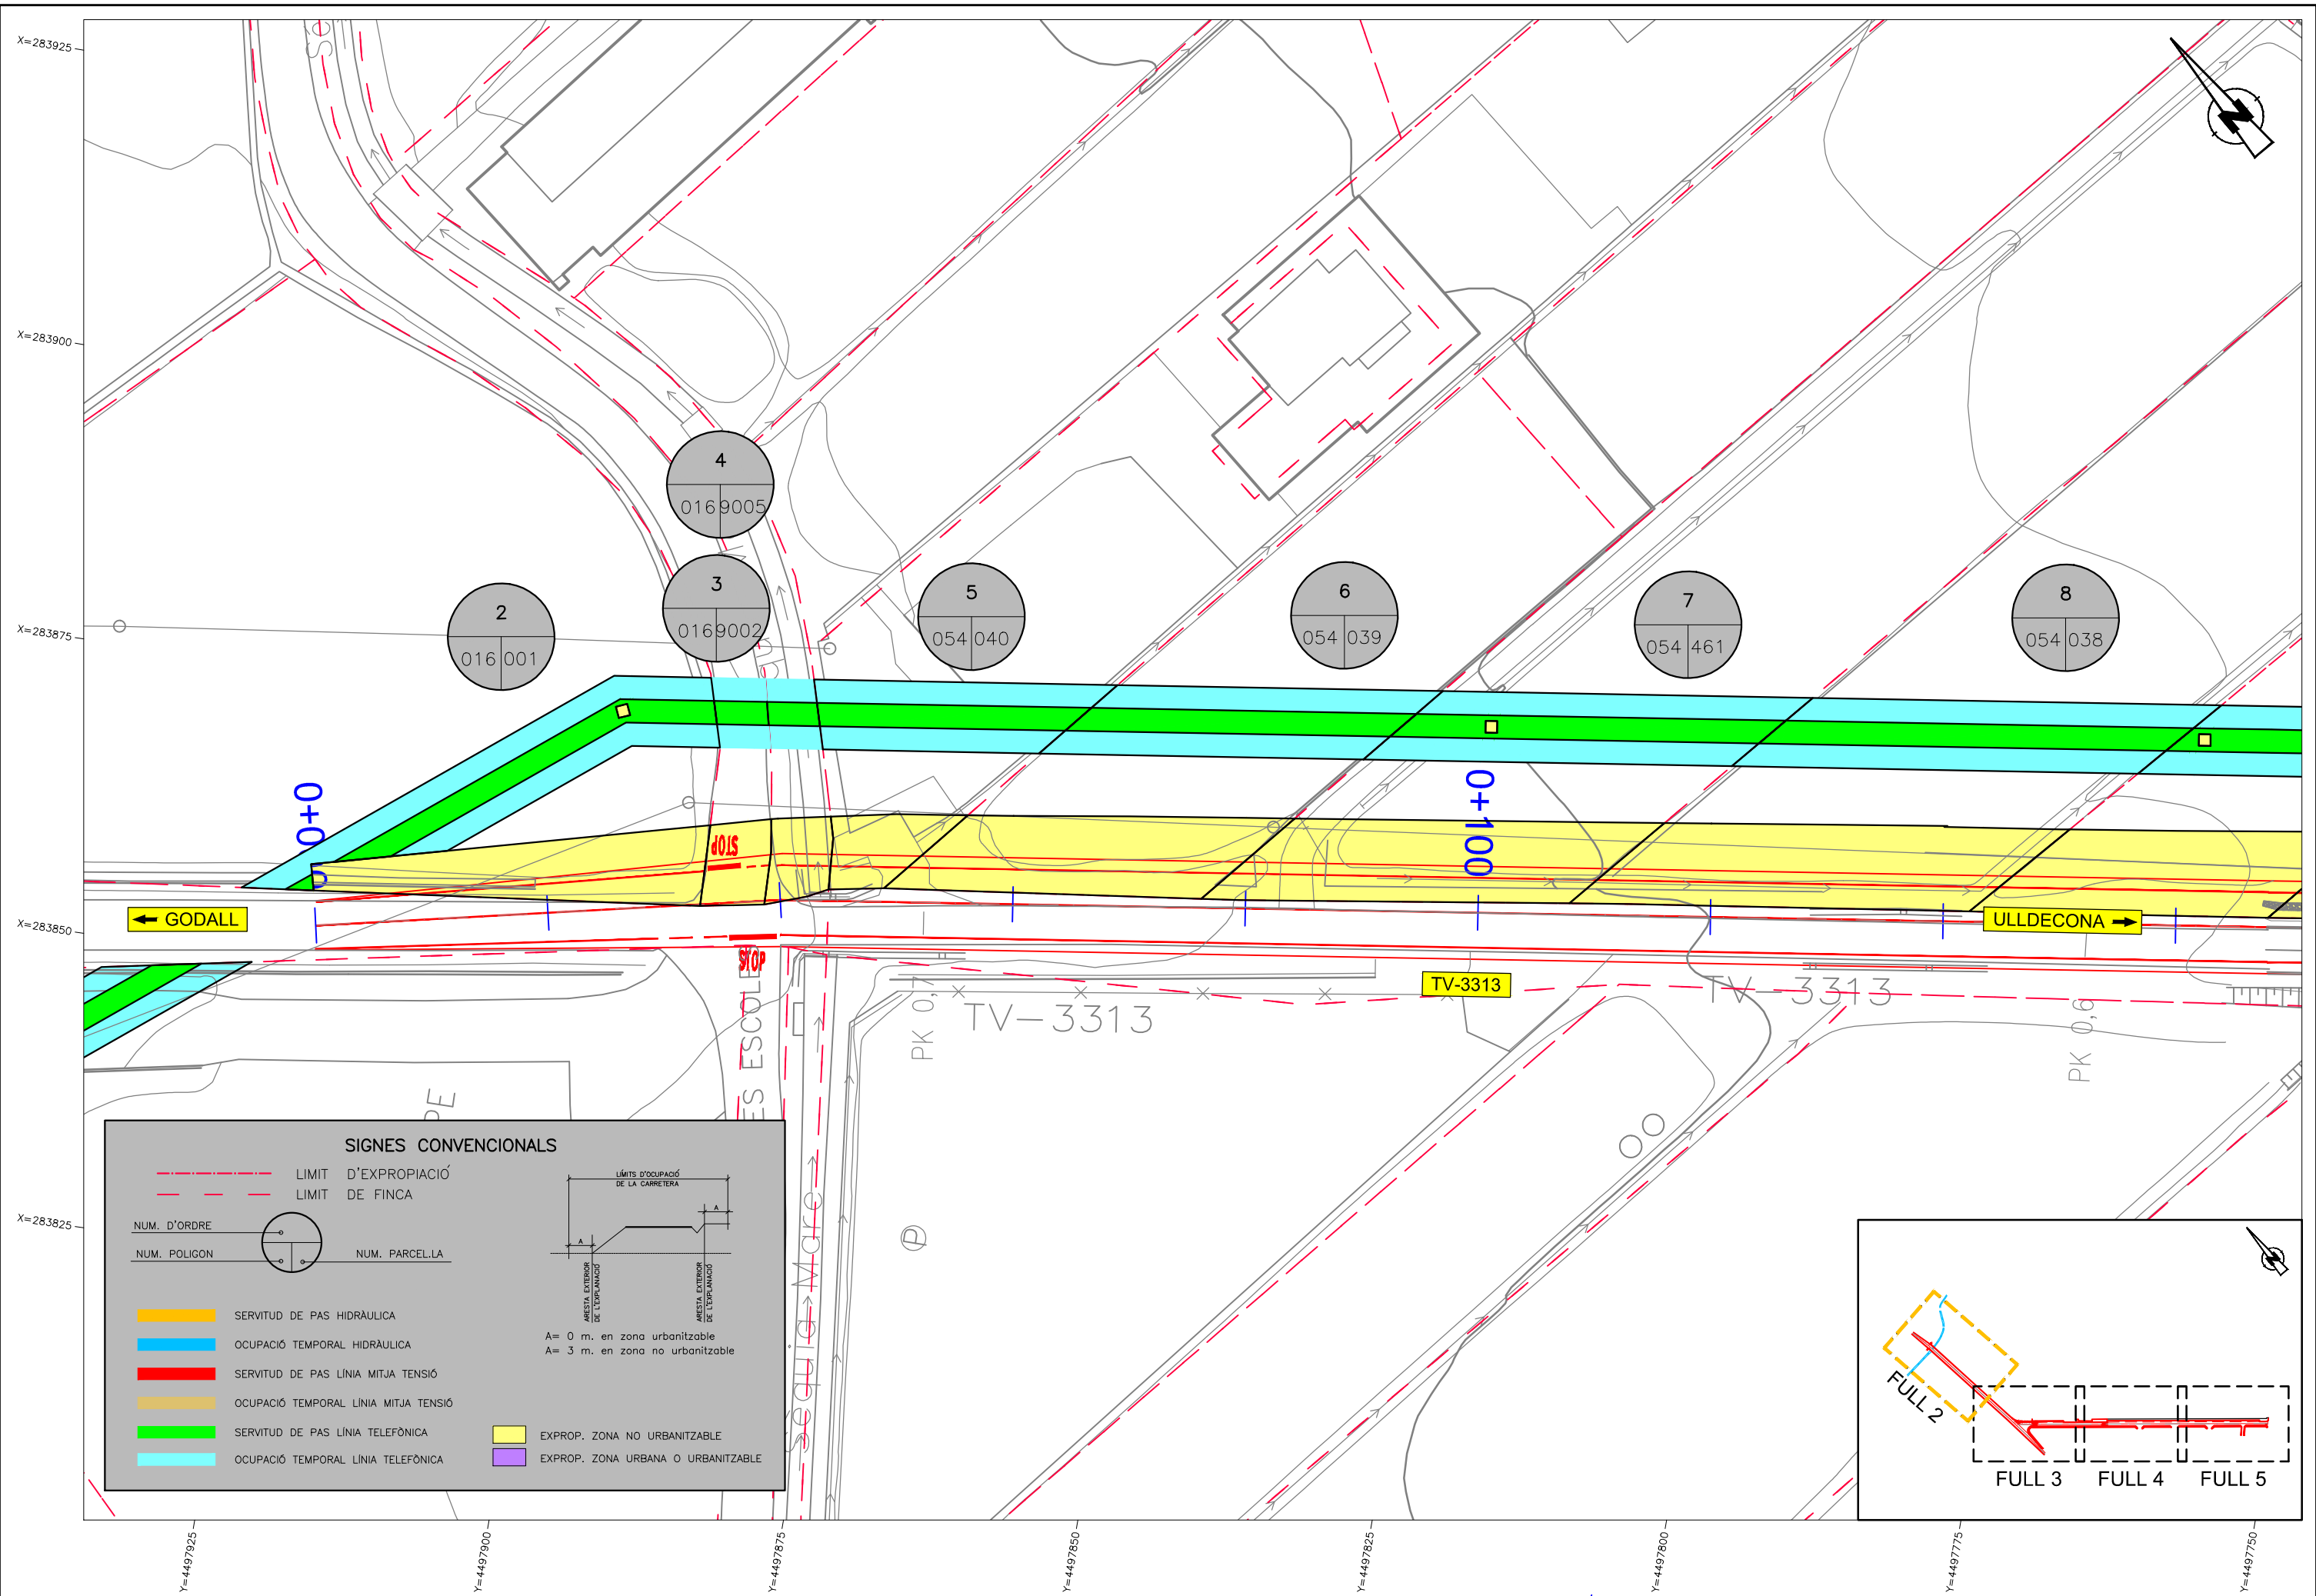 X=283925
X=283900
X=283875
X=283850
X=283825
Y=4497925
Y=4497900
Y=4497875
Y=4497850
Y=4497825
Y=4497800
Y=4497775
Y=4497750
N
4
0169005
3
0169002
2
016 001
5
054 040
6
054 039
7
054 461
8
054 038
0+0
0+100
STOP
STOP
← GODALL
ULLDECONA →
TV-3313
TV-3313
TV-3313
PK 0,7
PK 0,6
ES ESCOLE
Sèquia Mare
P
PE
SIGNES CONVENCIONALS
LIMIT D'EXPROPIACIÓ
LIMIT DE FINCA
NUM. D'ORDRE
NUM. POLIGON
NUM. PARCEL.LA
LÍMITS D'OCUPACIÓ
DE LA CARRETERA
A
A
ARESTA EXTERIOR
DE L'EXPLANACIÓ
ARESTA EXTERIOR
DE L'EXPLANACIÓ
A= 0 m. en zona urbanitzable
A= 3 m. en zona no urbanitzable
SERVITUD DE PAS HIDRÀULICA
OCUPACIÓ TEMPORAL HIDRÀULICA
SERVITUD DE PAS LÍNIA MITJA TENSIÓ
OCUPACIÓ TEMPORAL LÍNIA MITJA TENSIÓ
SERVITUD DE PAS LÍNIA TELEFÒNICA
OCUPACIÓ TEMPORAL LÍNIA TELEFÒNICA
EXPROP. ZONA NO URBANITZABLE
EXPROP. ZONA URBANA O URBANITZABLE
N
FULL 2
FULL 3
FULL 4
FULL 5